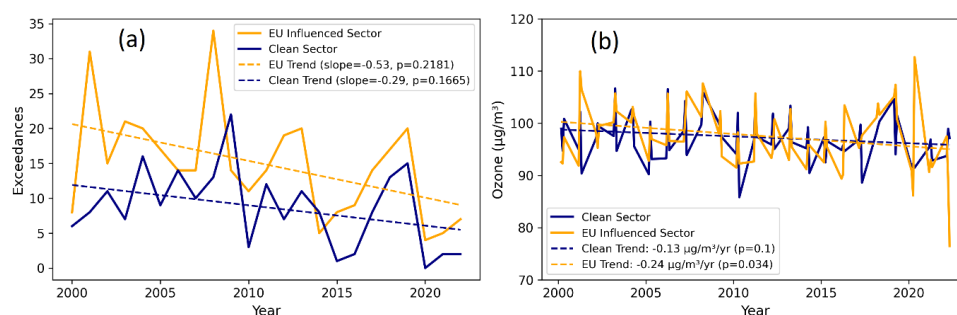 (a)
EU Influenced Sector
Clean Sector
EU Trend (slope=-0.53, p=0.2181)
Clean Trend (slope=-0.29, p=0.1665)
Exceedances
35
30
25
20
15
10
5
0
2000 2005 2010 2015 2020
Year
(b)
Ozone (µg/m³)
120
110
100
90
80
70
Clean Sector
EU Influenced Sector
Clean Trend: -0.13 µg/m³/yr (p=0.1)
EU Trend: -0.24 µg/m³/yr (p=0.034)
2000 2005 2010 2015 2020
Year